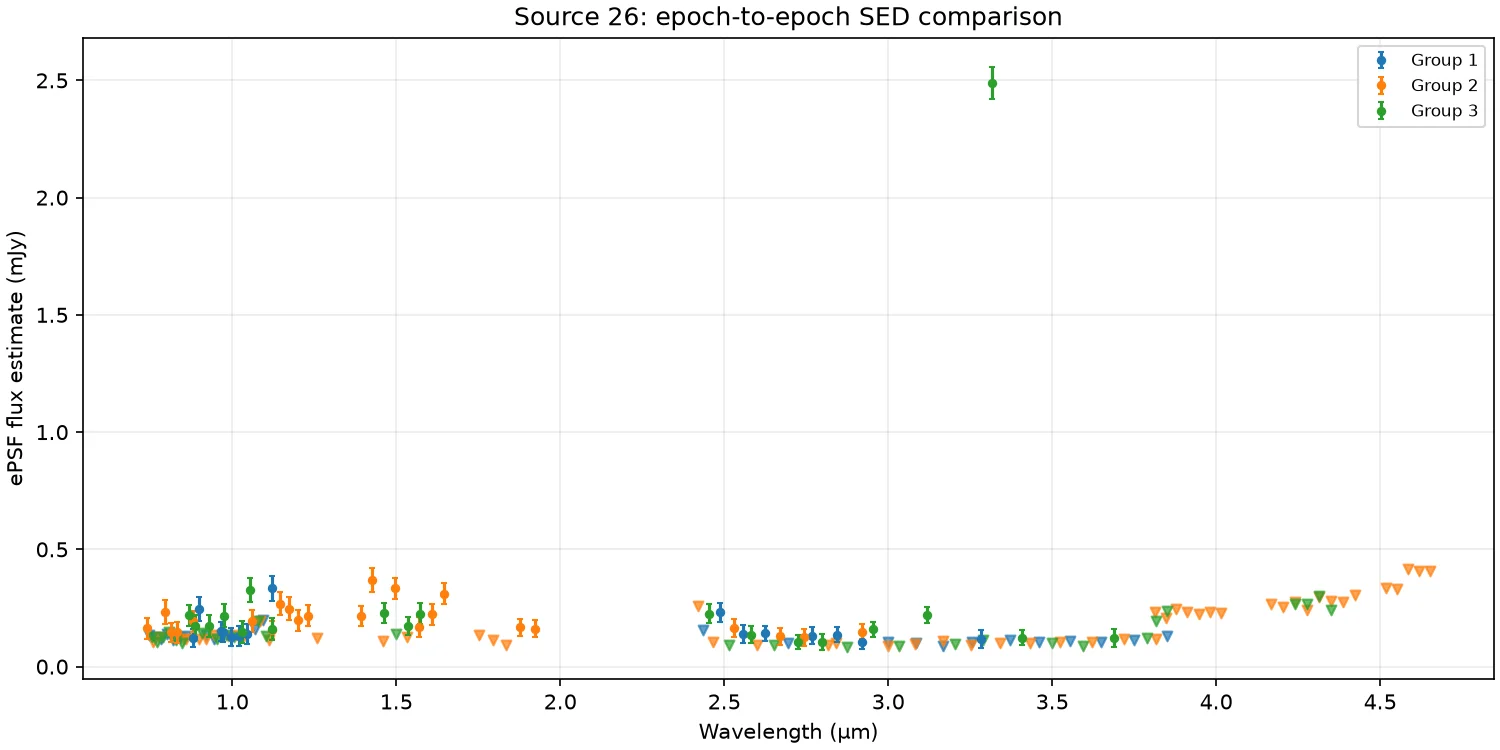 Source 26: epoch-to-epoch SED comparison
Group 1
Group 2
Group 3
ePSF flux estimate (mJy)
2.5
2.0
1.5
1.0
0.5
0.0
1.0 1.5 2.0 2.5 3.0 3.5 4.0 4.5
Wavelength (µm)